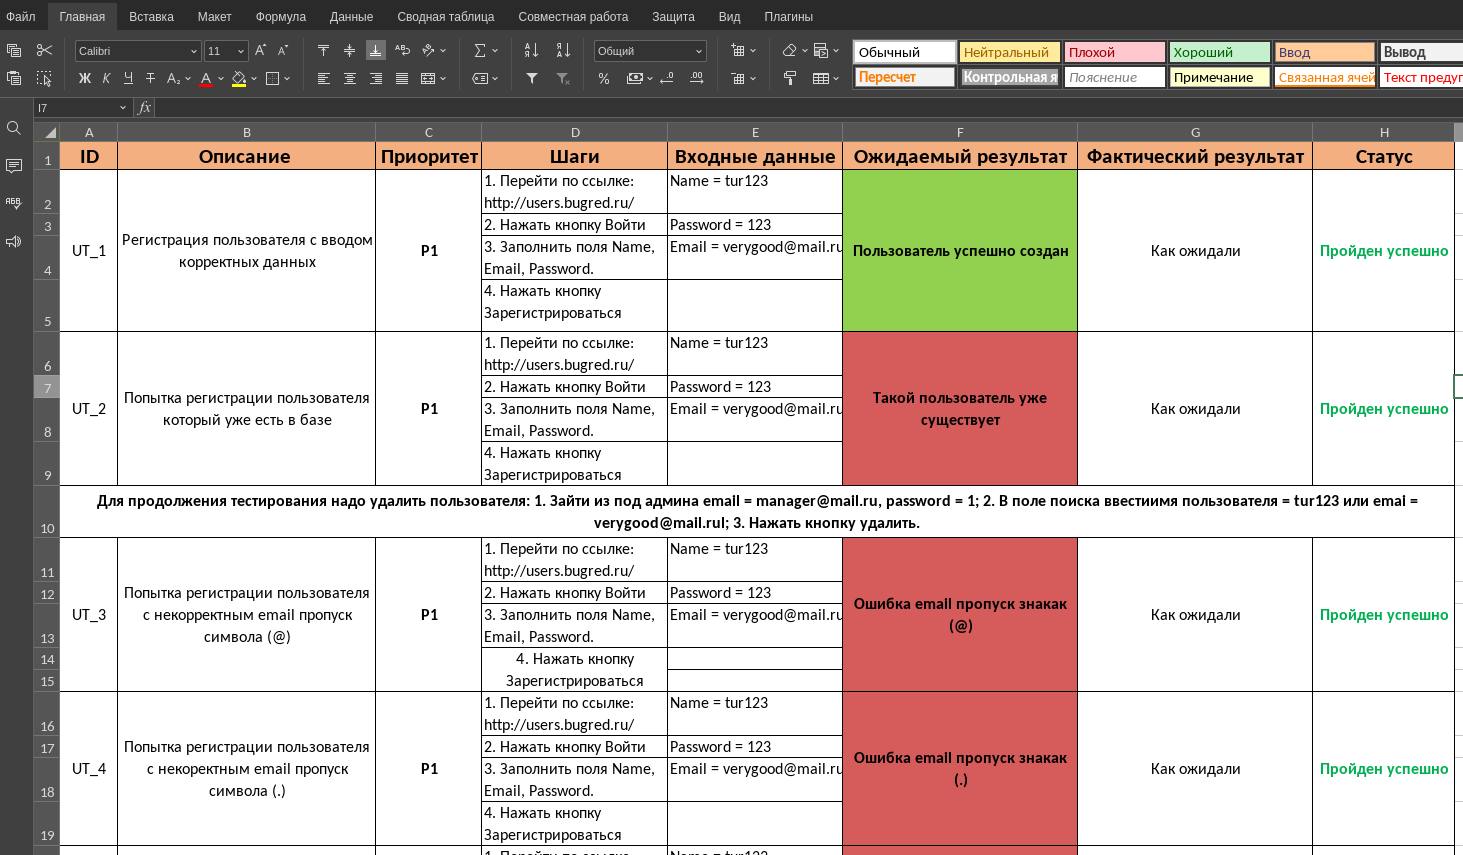 Файл Главная Вставка Макет Формула Данные Сводная таблица Совместная работа Защита Вид Плагины
Calibri 11 Общий Обычный Нейтральный Плохой Хороший Ввод Вывод
Ж К Ч Т Пересчет Контрольная я Пояснение Примечание Связанная ячей Текст предуп
I7 fx
A B C D E F G H
1 ID Описание Приоритет Шаги Входные данные Ожидаемый результат Фактический результат Статус
2 1. Перейти по ссылке: Name = tur123
http://users.bugred.ru/
3 2. Нажать кнопку Войти Password = 123
UT_1 Регистрация пользователя с вводом
корректных данных P1 Пользователь успешно создан Как ожидали Пройден успешно
4 3. Заполнить поля Name, Email = verygood@mail.ru
Email, Password.
5 4. Нажать кнопку
Зарегистрироваться
6 1. Перейти по ссылке: Name = tur123
http://users.bugred.ru/
7 2. Нажать кнопку Войти Password = 123
UT_2 Попытка регистрации пользователя
который уже есть в базе P1 Такой пользователь уже
существует Как ожидали Пройден успешно
8 3. Заполнить поля Name, Email = verygood@mail.ru
Email, Password.
9 4. Нажать кнопку
Зарегистрироваться
10 Для продолжения тестирования надо удалить пользователя: 1. Зайти из под админа email = manager@mail.ru, password = 1; 2. В поле поиска ввестиимя пользователя = tur123 или emai =
verygood@mail.rul; 3. Нажать кнопку удалить.
11 1. Перейти по ссылке: Name = tur123
http://users.bugred.ru/
12 2. Нажать кнопку Войти Password = 123
UT_3 Попытка регистрации пользователя
с некорректным email пропуск
символа (@) P1 Ошибка email пропуск знакак
(@) Как ожидали Пройден успешно
13 3. Заполнить поля Name, Email = verygood@mail.ru
Email, Password.
14 4. Нажать кнопку
15 Зарегистрироваться
16 1. Перейти по ссылке: Name = tur123
http://users.bugred.ru/
17 2. Нажать кнопку Войти Password = 123
UT_4 Попытка регистрации пользователя
с некоректным email пропуск
символа (.) P1 Ошибка email пропуск знакак
(.) Как ожидали Пройден успешно
18 3. Заполнить поля Name, Email = verygood@mail.ru
Email, Password.
19 4. Нажать кнопку
Зарегистрироваться
1. Перейти по ссылке: Name = tur123